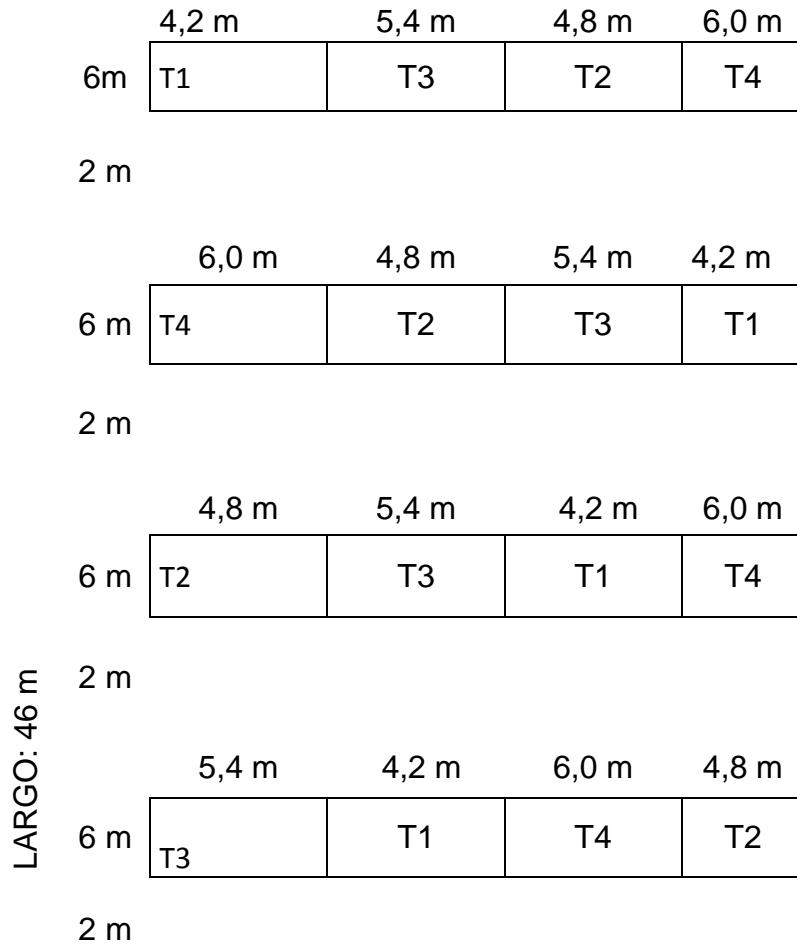 4,2 m 5,4 m 4,8 m 6,0 m
6m T1 T3 T2 T4
2 m
6,0 m 4,8 m 5,4 m 4,2 m
6 m T4 T2 T3 T1
2 m
4,8 m 5,4 m 4,2 m 6,0 m
6 m T2 T3 T1 T4
2 m
LARGO: 46 m
5,4 m 4,2 m 6,0 m 4,8 m
6 m T3 T1 T4 T2
2 m